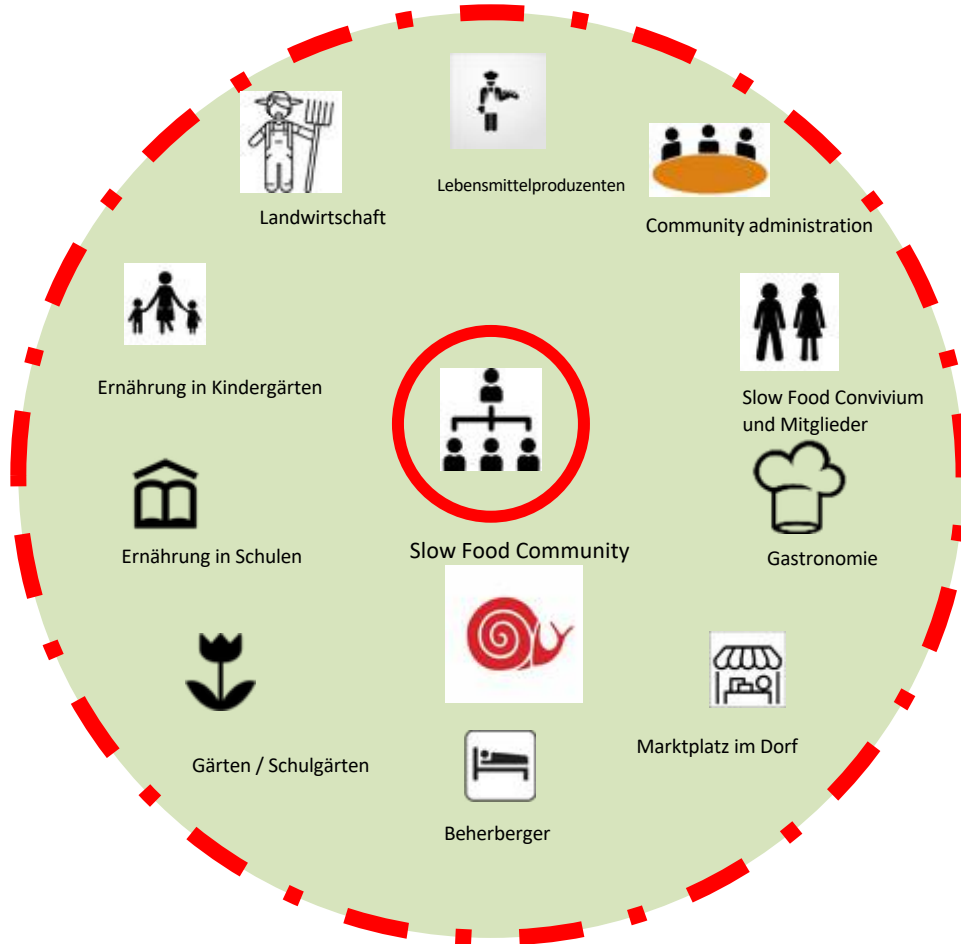 Lebensmittelproduzenten
Landwirtschaft
Community administration
Ernährung in Kindergärten
Slow Food Convivium
und Mitglieder
Slow Food Community
Ernährung in Schulen
Gastronomie
Gärten / Schulgärten
Marktplatz im Dorf
Beherberger